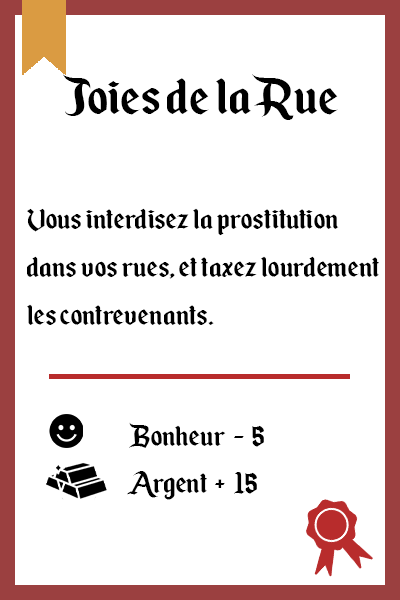 Joies de la Rue
Vous interdisez la prostitution
dans vos rues, et taxez lourdement
les contrevenants.
Bonheur - 5
Argent + 15